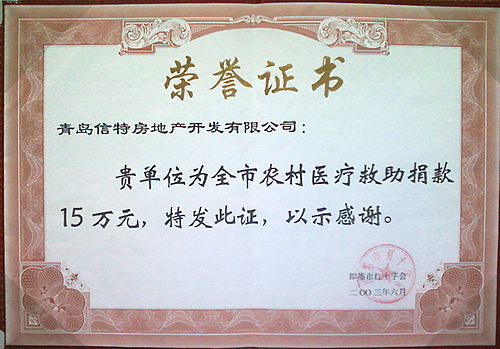 荣誉证书
青岛信特房地产开发有限公司：
贵单位为全市农村医疗救助捐款
15万元，特发此证，以示感谢。
即墨市红十字会
二〇〇三年六月